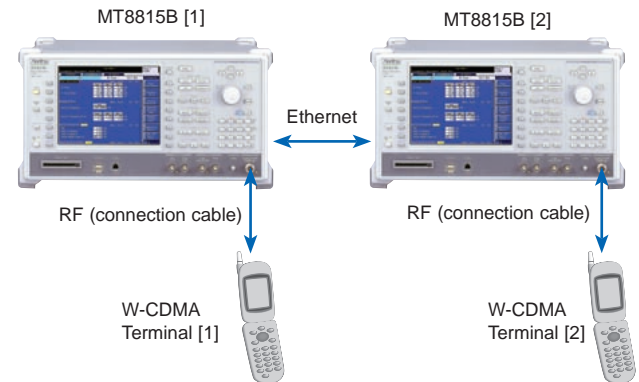 MT8815B [1]
MT8815B [2]
Ethernet
RF (connection cable)
RF (connection cable)
W-CDMA
Terminal [1]
W-CDMA
Terminal [2]